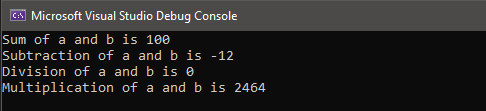 Microsoft Visual Studio Debug Console
Sum of a and b is 100
Subtraction of a and b is -12
Division of a and b is 0
Multiplication of a and b is 2464